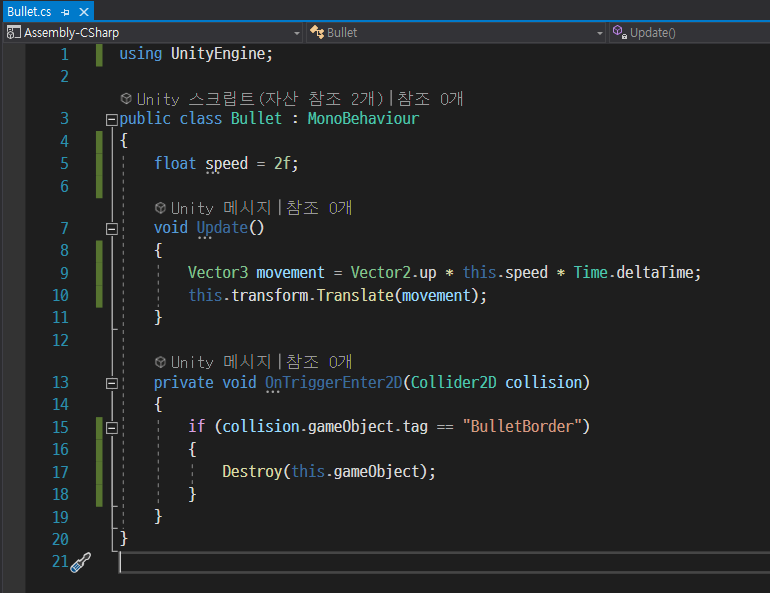 Bullet.cs
Assembly-CSharp Bullet Update()
1 using UnityEngine;
2
Unity 스크립트(자산 참조 2개)|참조 0개
3 public class Bullet : MonoBehaviour
4 {
5 float speed = 2f;
6
Unity 메시지|참조 0개
7 void Update()
8 {
9 Vector3 movement = Vector2.up * this.speed * Time.deltaTime;
10 this.transform.Translate(movement);
11 }
12
Unity 메시지|참조 0개
13 private void OnTriggerEnter2D(Collider2D collision)
14 {
15 if (collision.gameObject.tag == "BulletBorder")
16 {
17 Destroy(this.gameObject);
18 }
19 }
20 }
21